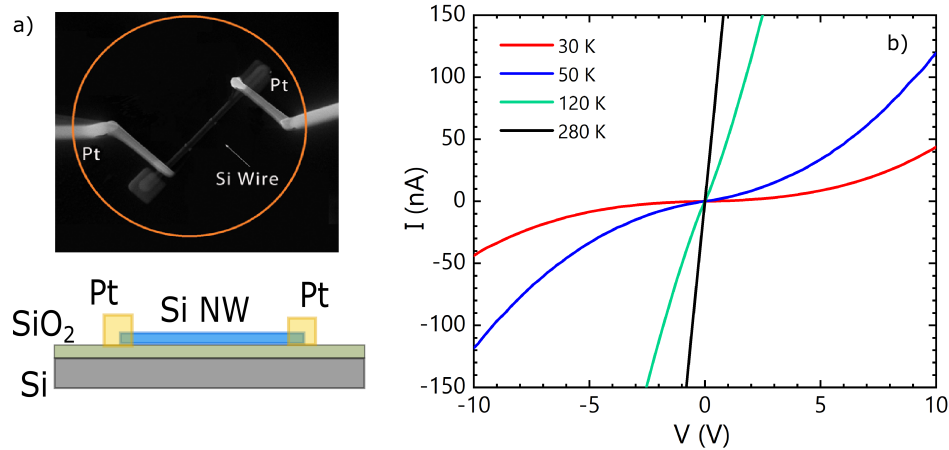 a)
Pt
Pt
Si Wire
Pt
Pt
Si NW
SiO₂
Si
b)
30 K
50 K
120 K
280 K
150
100
50
0
-50
-100
-150
I (nA)
-10
-5
0
5
10
V (V)